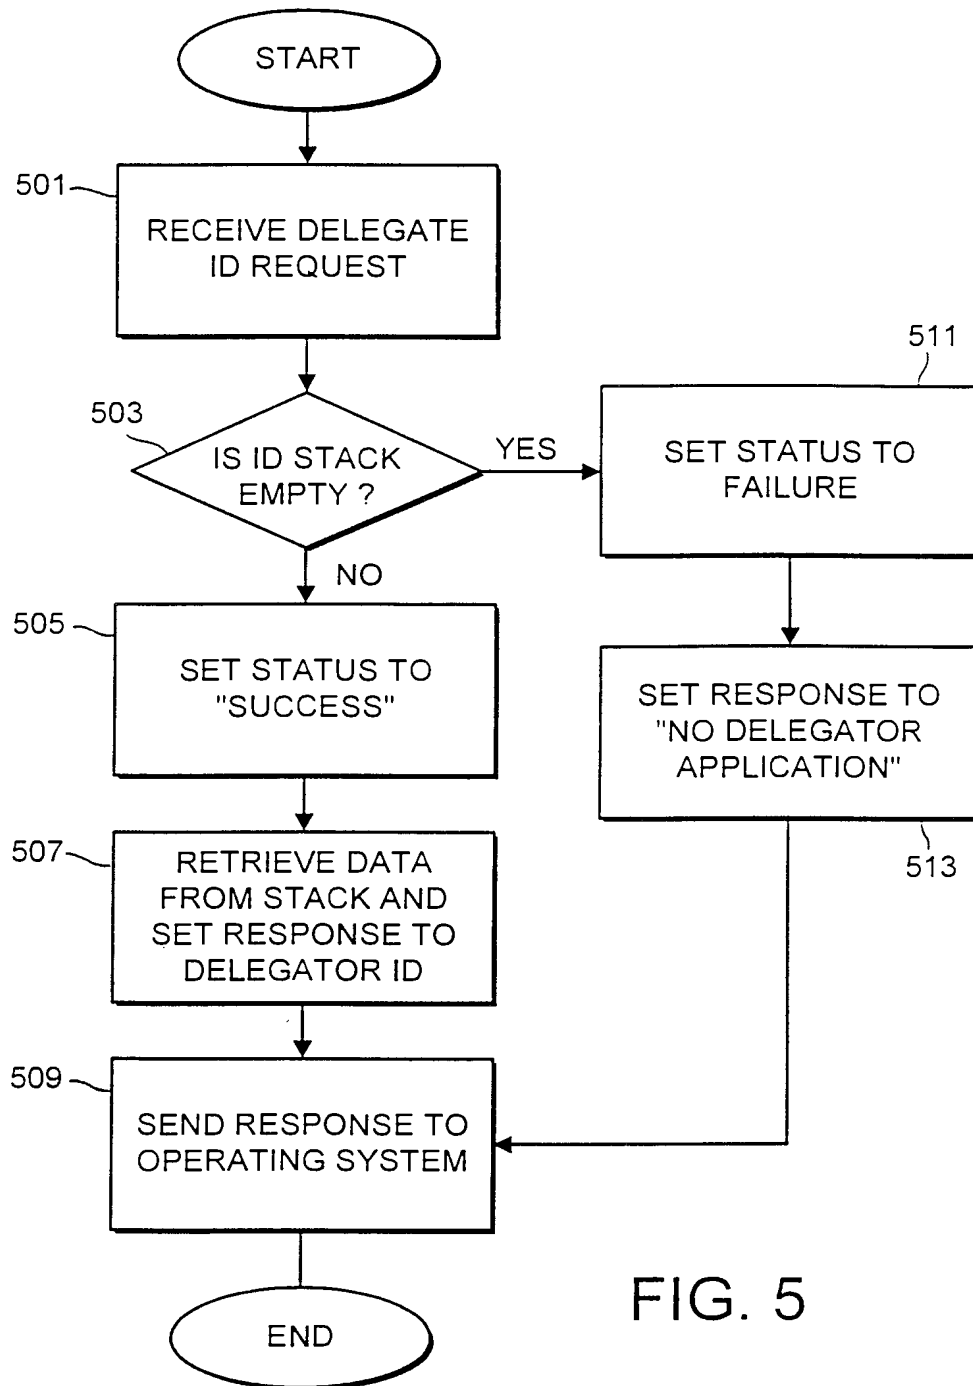 START
501
RECEIVE DELEGATE
ID REQUEST
503
IS ID STACK
EMPTY ?
YES
511
SET STATUS TO
FAILURE
NO
505
SET STATUS TO
"SUCCESS"
SET RESPONSE TO
"NO DELEGATOR
APPLICATION"
513
507
RETRIEVE DATA
FROM STACK AND
SET RESPONSE TO
DELEGATOR ID
509
SEND RESPONSE TO
OPERATING SYSTEM
END
FIG. 5